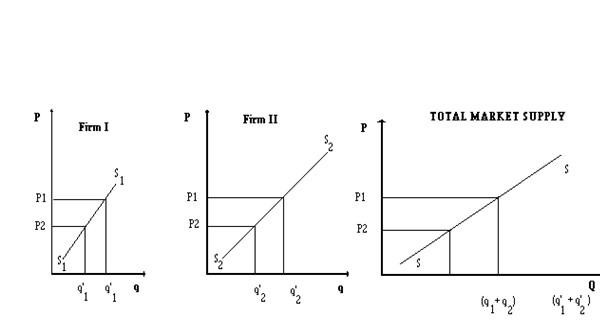 P
Firm I
S1
P1
P2
S1
q'1
q'1
q
P
Firm II
S2
P1
P2
S2
q'2
q'2
q
TOTAL MARKET SUPPLY
P
S
P1
P2
S
Q
(q1+q2)
(q'1+q'2)